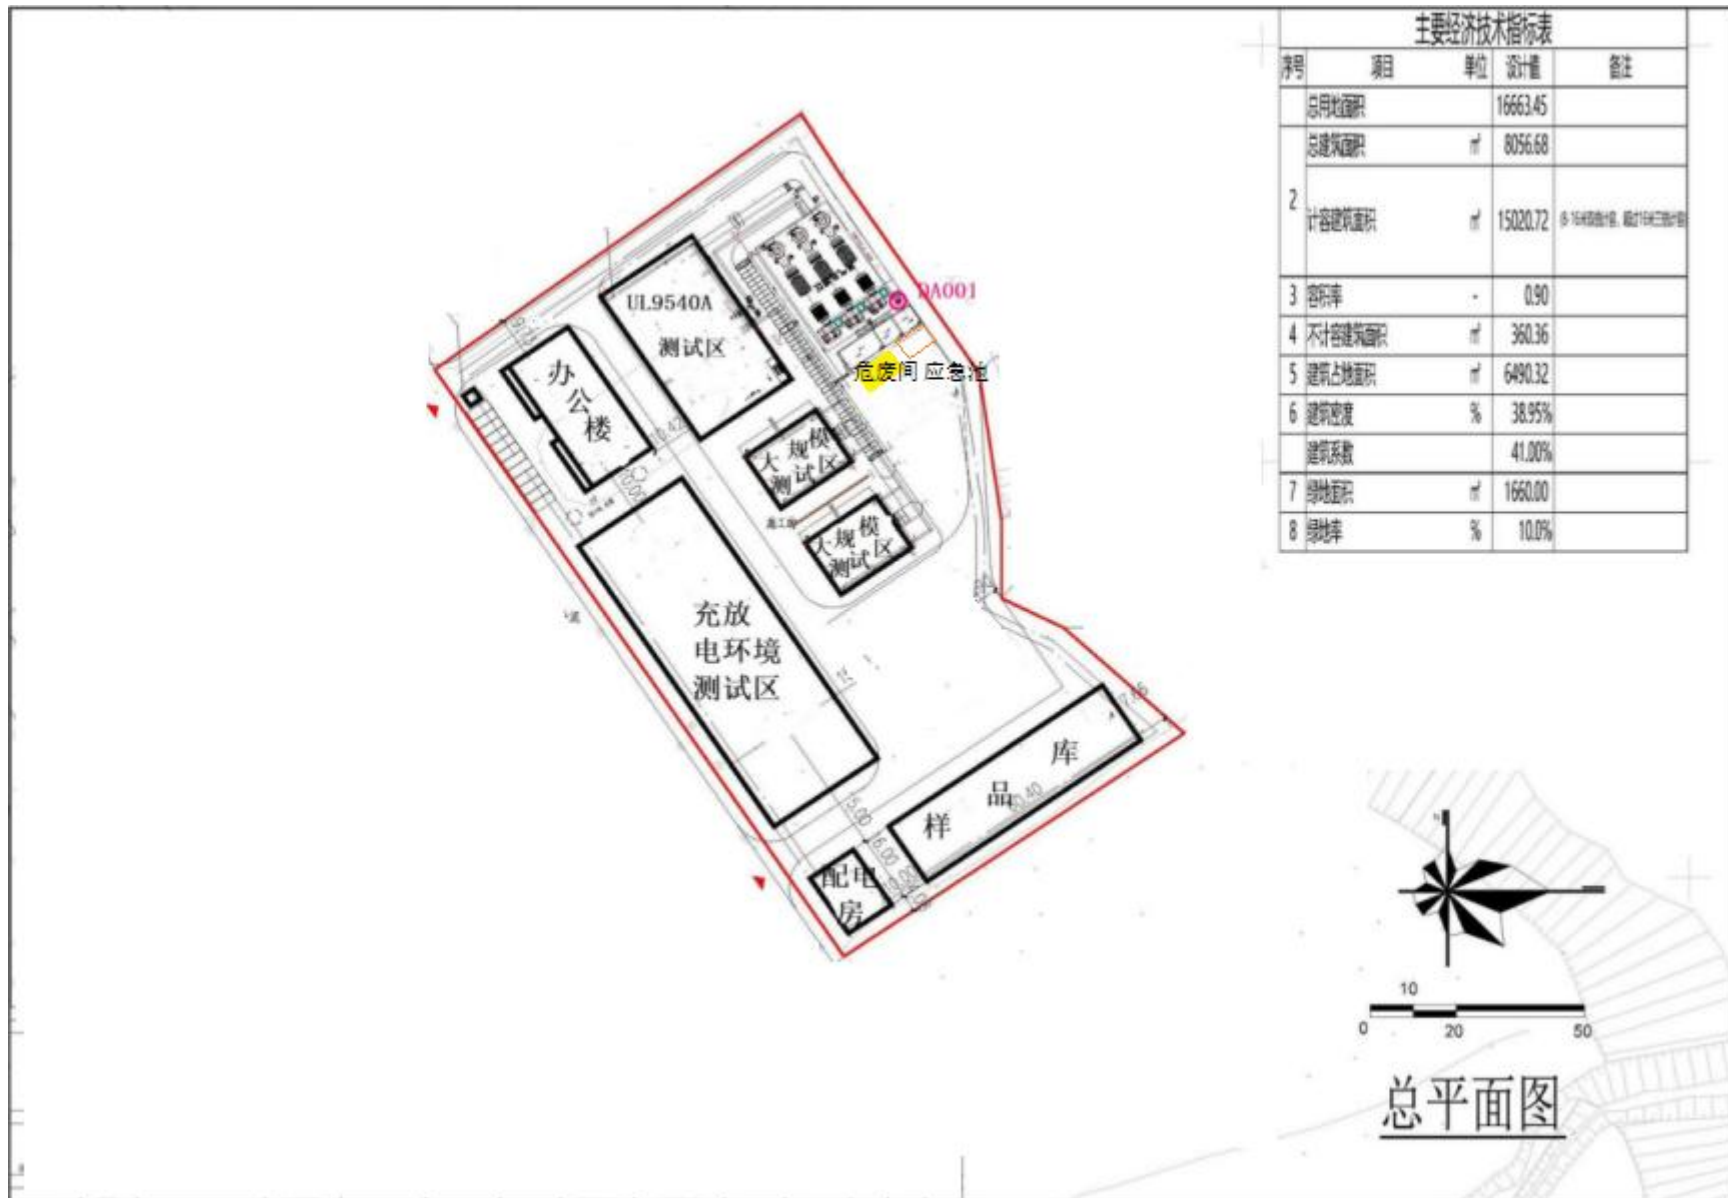 主要经济技术指标表
序号 项目 单位 设计值 备注
总用地面积 16663.45
2 总建筑面积 ㎡ 8056.68
计容建筑面积 ㎡ 15020.72
3 容积率 - 0.90
4 不计容建筑面积 ㎡ 360.36
5 建筑占地面积 ㎡ 6490.32
6 建筑密度 % 38.95%
建筑系数 41.00%
7 绿地面积 ㎡ 1660.00
8 绿地率 % 10.0%
DA001
UL9540A
测试区
危废间 应急池
办
公
楼
10.42
大规模
测试区
大规模
测试区
充放
电环境
测试区
样品库
5.00
6.00
配电
房
N
10
0 20 50
总平面图